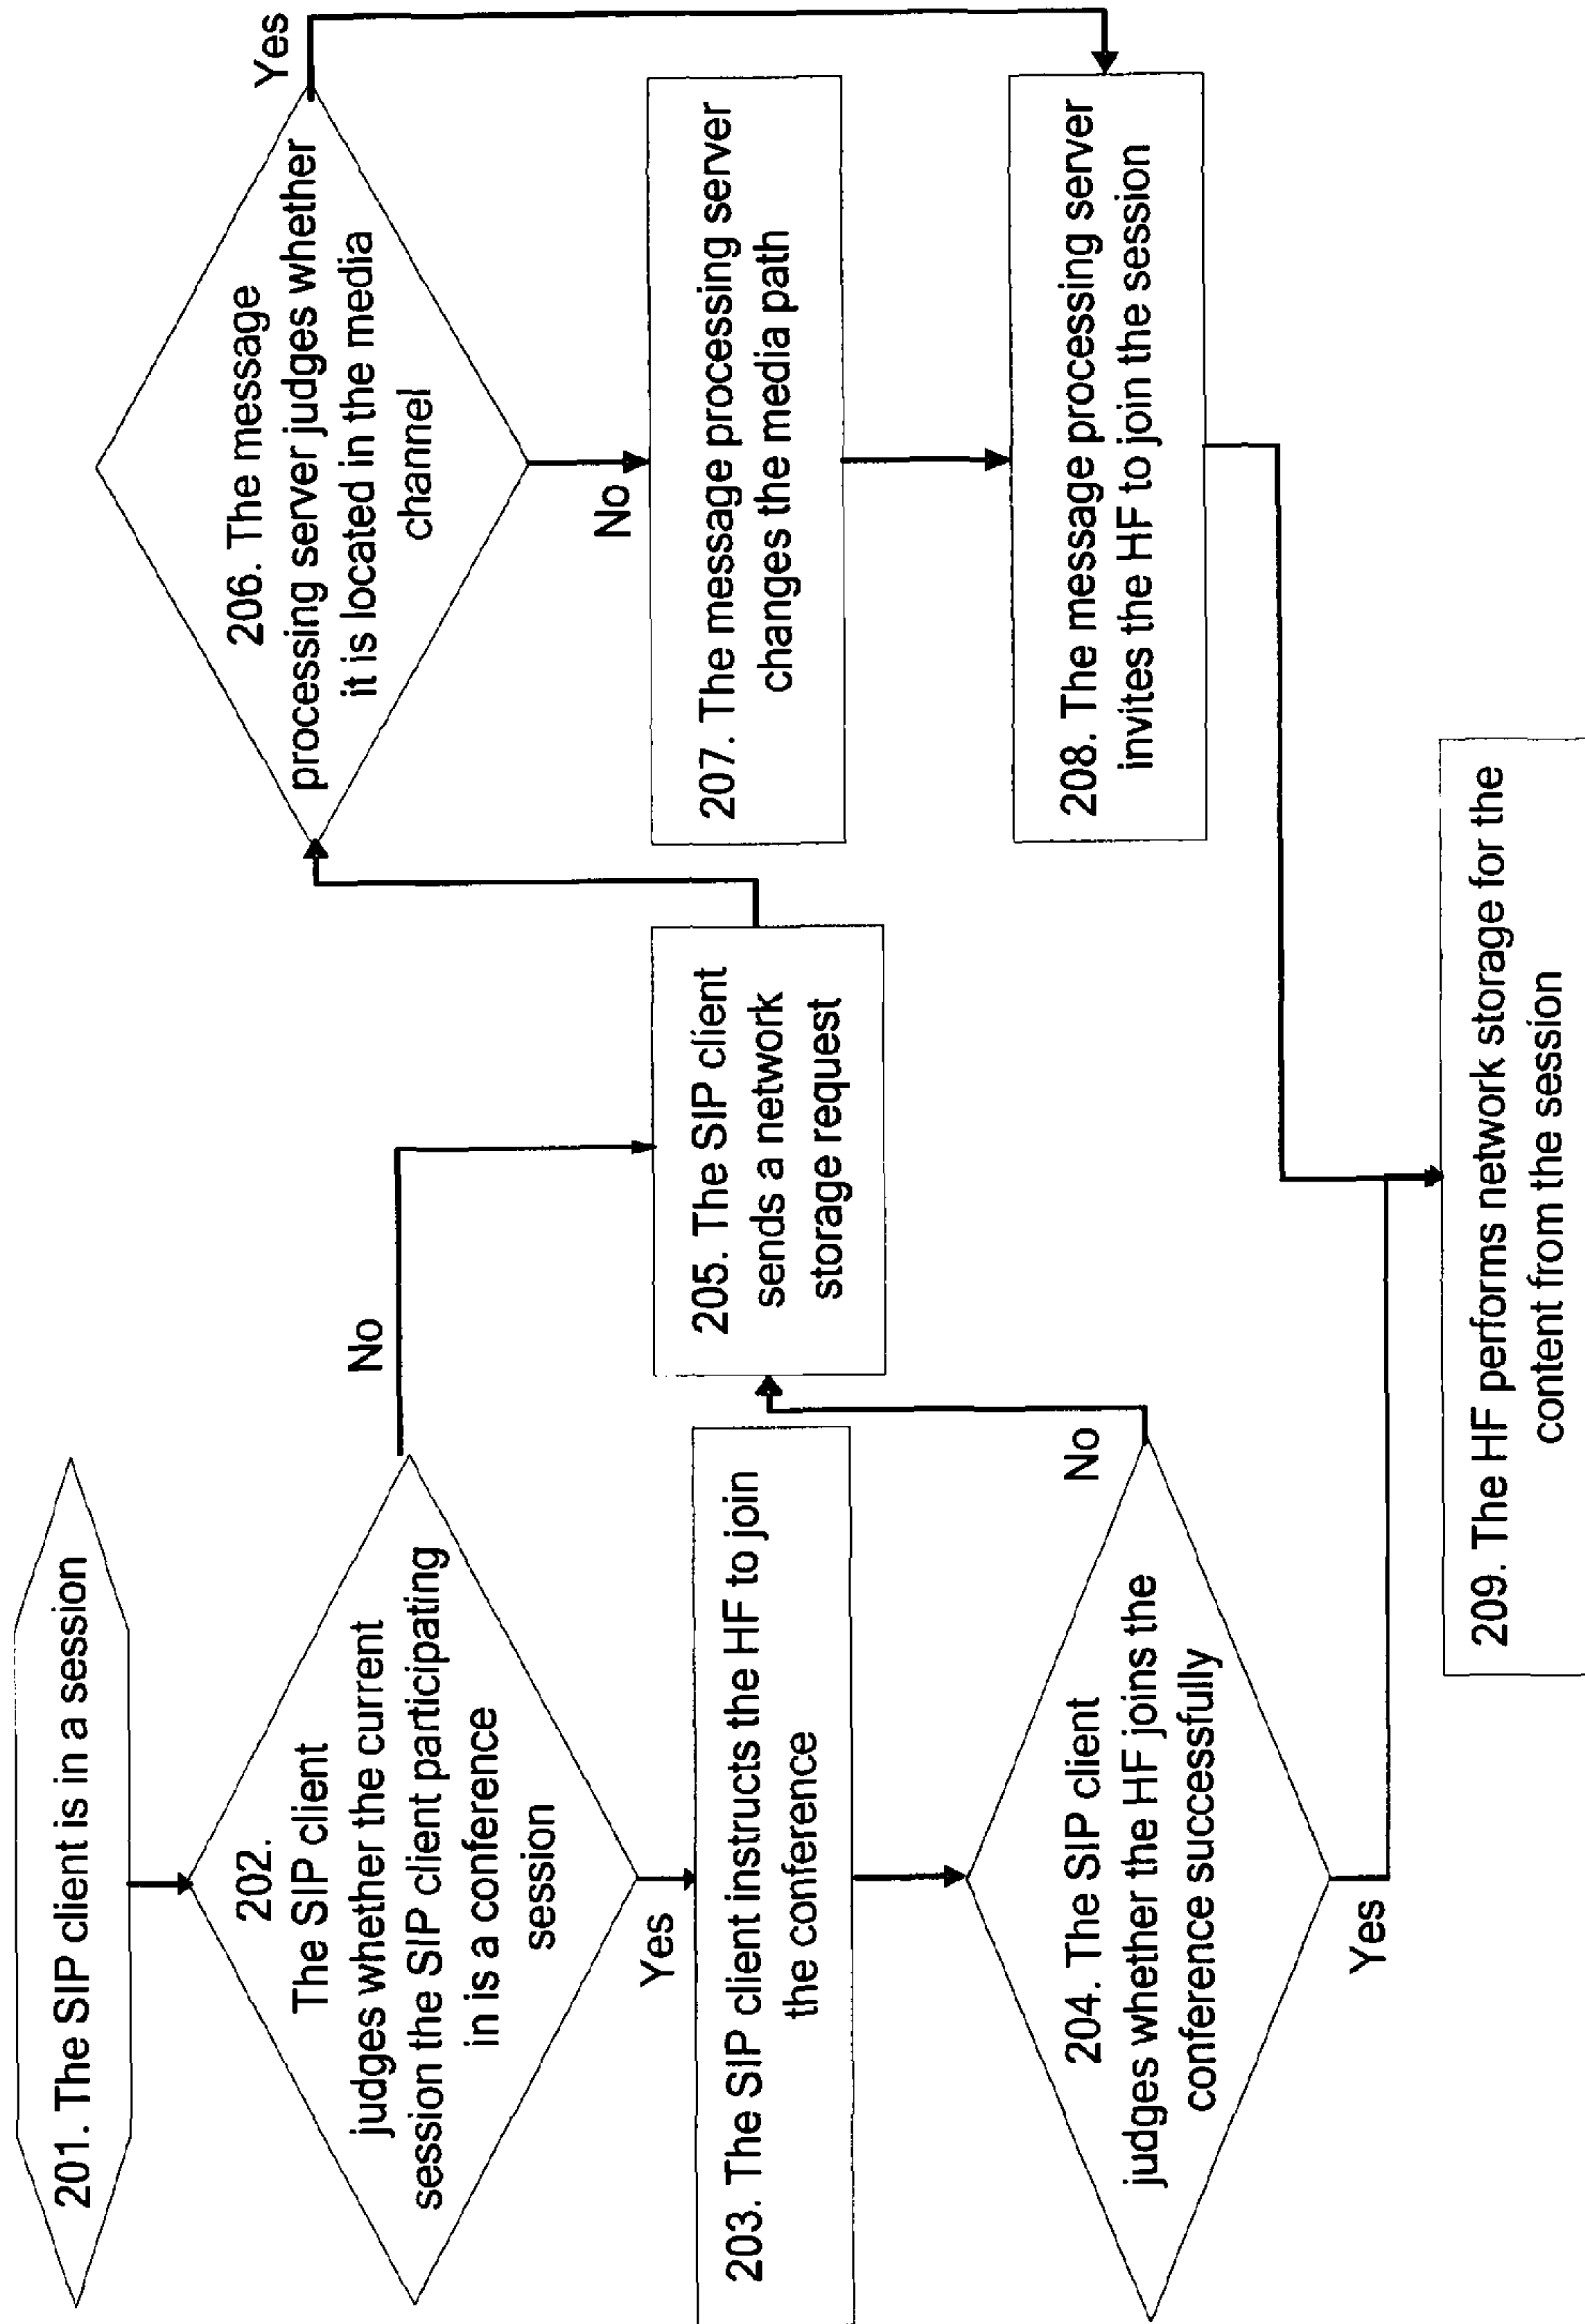 201. The SIP client is in a session
202.
The SIP client
judges whether the current
session the SIP client participating
in is a conference
session
No
Yes
203. The SIP client instructs the HF to join
the conference
204. The SIP client
judges whether the HF joins the
conference successfully
No
Yes
205. The SIP client
sends a network
storage request
206. The message
processing server judges whether
it is located in the media
channel
Yes
No
207. The message processing server
changes the media path
208. The message processing server
invites the HF to join the session
209. The HF performs network storage for the
content from the session